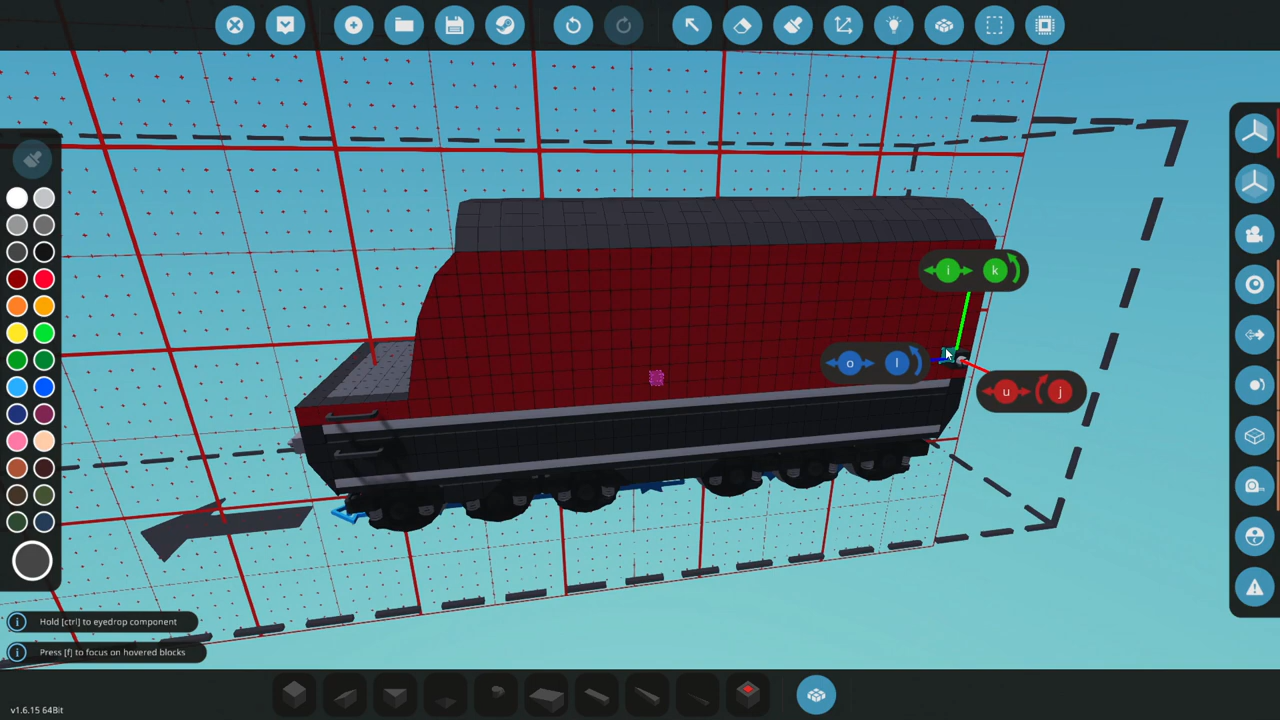 i k
o l
u j
Hold [ctrl] to eyedrop component
Press [f] to focus on hovered blocks
v1.6.15 64Bit